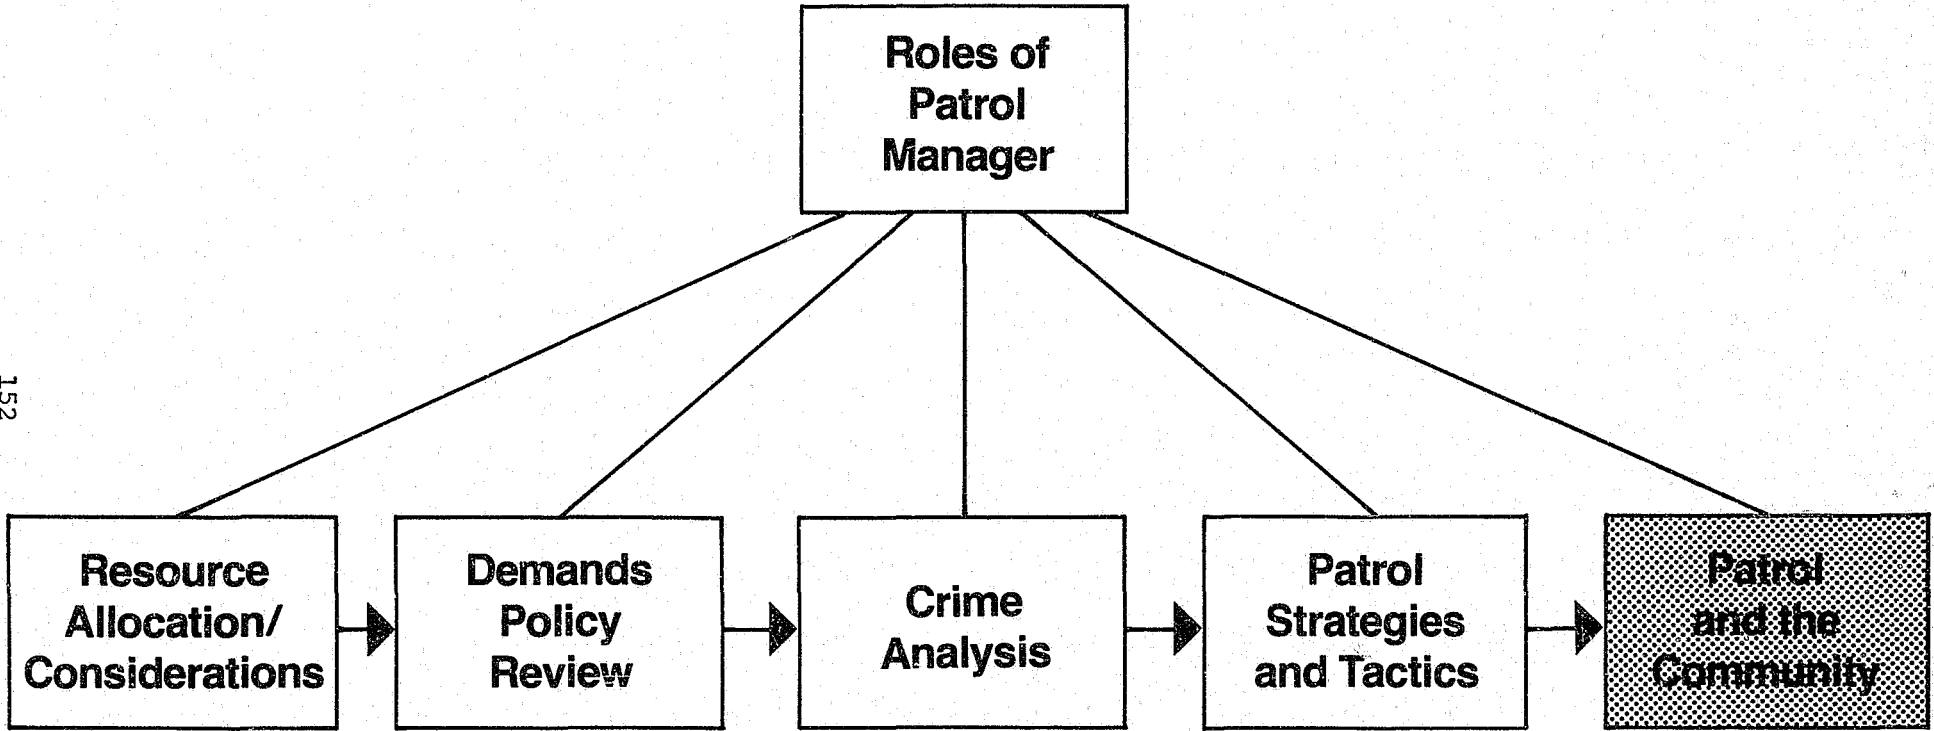 Roles of
Patrol
Manager
152
Resource
Allocation/
Considerations
Demands
Policy
Review
Crime
Analysis
Patrol
Strategies
and Tactics
Patrol
and the
Community